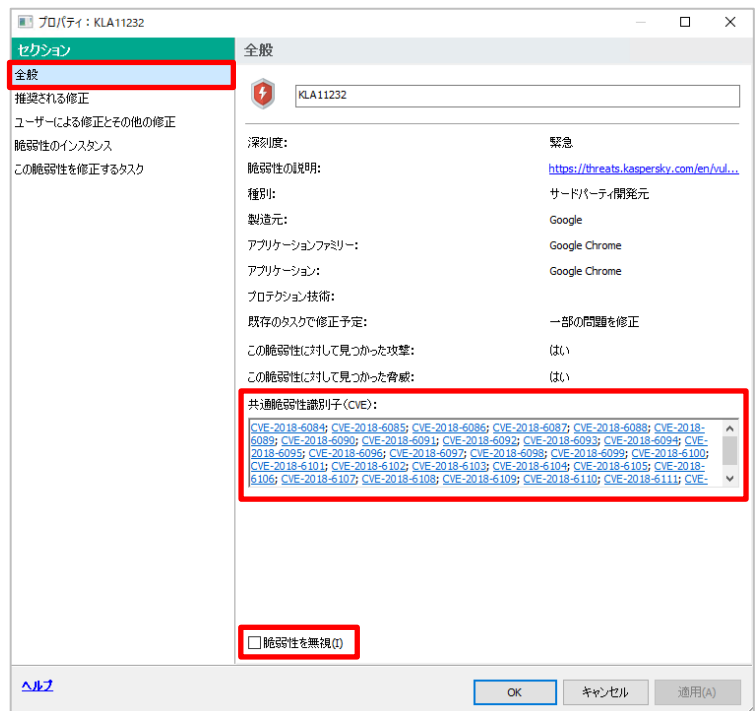 プロパティ：KLA11232
セクション
全般
推奨される修正
ユーザーによる修正とその他の修正
脆弱性のインスタンス
この脆弱性を修正するタスク
全般
KLA11232
深刻度: 緊急
脆弱性の説明: https://threats.kaspersky.com/en/vul...
種別: サードパーティ開発元
製造元: Google
アプリケーションファミリー: Google Chrome
アプリケーション: Google Chrome
プロテクション技術:
既存のタスクで修正予定: 一部の問題を修正
この脆弱性に対して見つかった攻撃: はい
この脆弱性に対して見つかった脅威: はい
共通脆弱性識別子(CVE):
CVE-2018-6084; CVE-2018-6085; CVE-2018-6086; CVE-2018-6087; CVE-2018-6088; CVE-2018-
6089; CVE-2018-6090; CVE-2018-6091; CVE-2018-6092; CVE-2018-6093; CVE-2018-6094; CVE-
2018-6095; CVE-2018-6096; CVE-2018-6097; CVE-2018-6098; CVE-2018-6099; CVE-2018-6100;
CVE-2018-6101; CVE-2018-6102; CVE-2018-6103; CVE-2018-6104; CVE-2018-6105; CVE-2018-
6106; CVE-2018-6107; CVE-2018-6108; CVE-2018-6109; CVE-2018-6110; CVE-2018-6111; CVE-
脆弱性を無視(I)
ヘルプ
OK
キャンセル
適用(A)